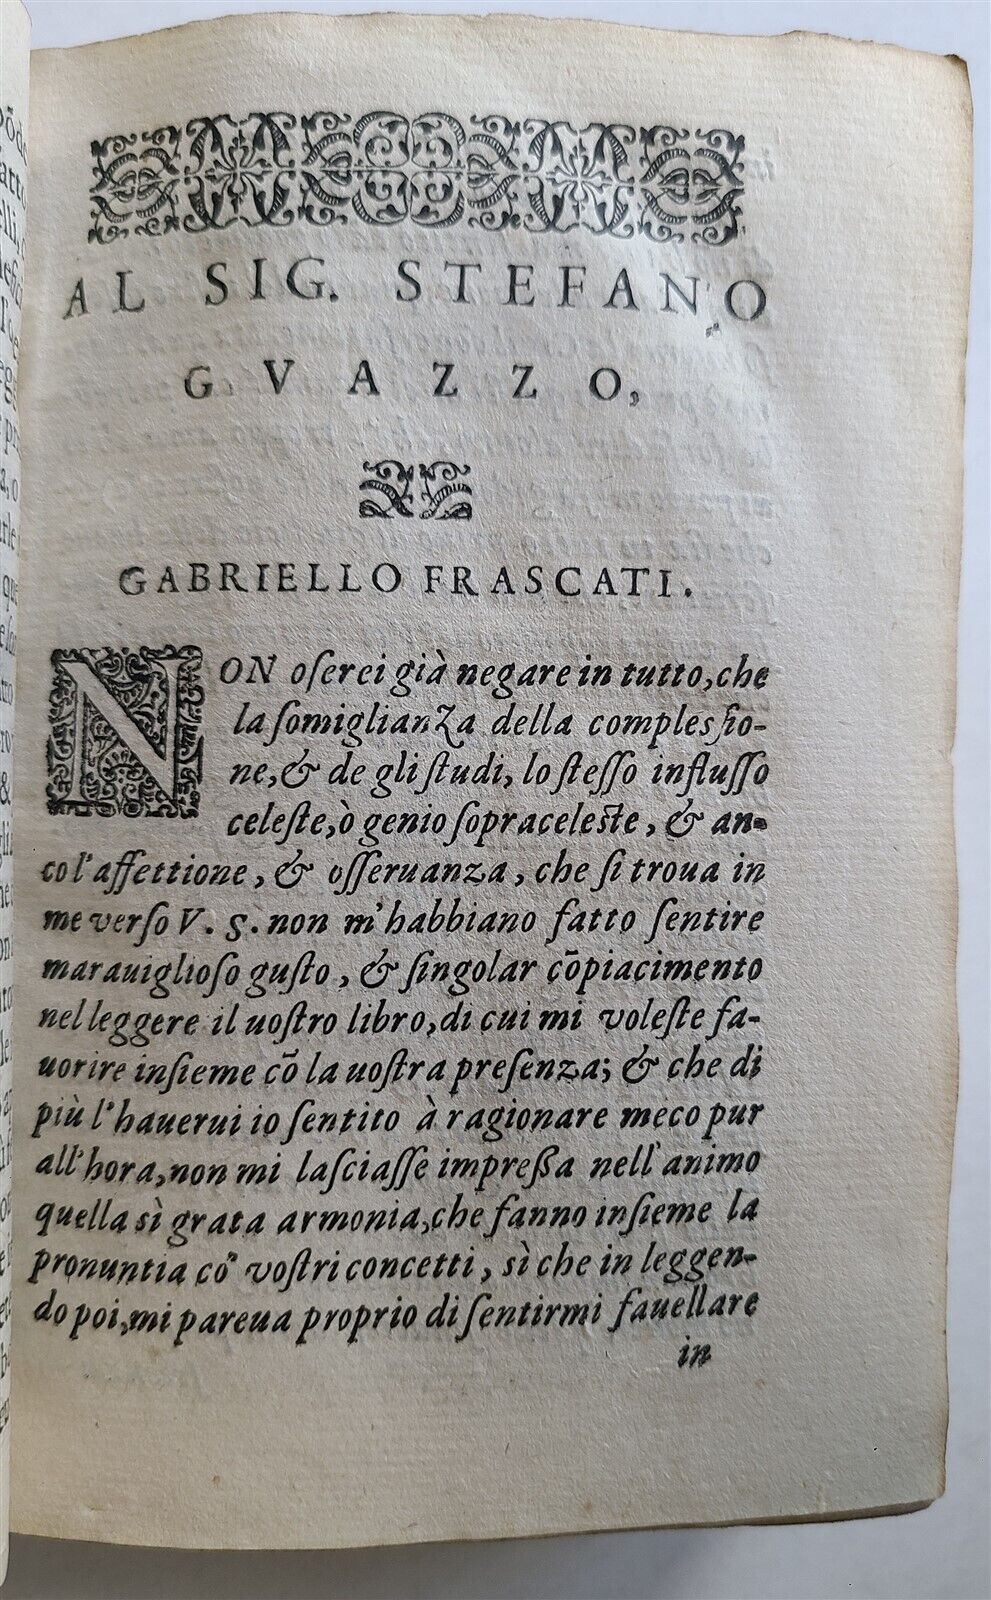 AL SIG. STEFANO
GVAZZO,
GABRIELLO FRASCATI.
NON oſerei già negare in tutto, che
la ſomiglianza della compleſſio-
ne, & de gli ſtudi, lo ſteſſo influſſo
celeſte, ò genio ſopraceleſte, & an-
co l'affettione, & oſſeruanza, che ſi troua in
me verſo V. S. non m'habbiano fatto ſentire
marauiglioſo guſto, & ſingolar cōpiacimento
nel leggere il uoſtro libro, di cui mi voleſte fa-
uorire inſieme cō la uoſtra preſenza; & che di
più l'hauerui io ſentito à ragionare meco pur
all'hora, non mi laſciaſſe impreßa nell'animo
quella sì grata armonia, che fanno inſieme la
pronuntia co' voſtri concetti, sì che in leggen-
do poi, mi pareua proprio di ſentirmi fauellare
in